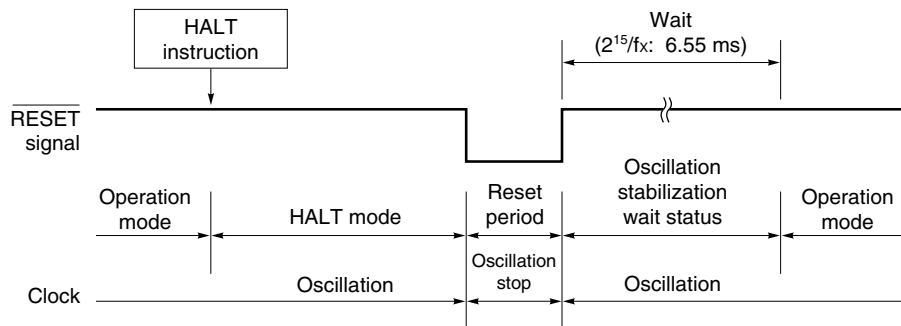 HALT
instruction
Wait
(2¹⁵/fx: 6.55 ms)
RESET
signal
Operation
mode
HALT mode
Reset
period
Oscillation
stabilization
wait status
Operation
mode
Clock
Oscillation
Oscillation
stop
Oscillation